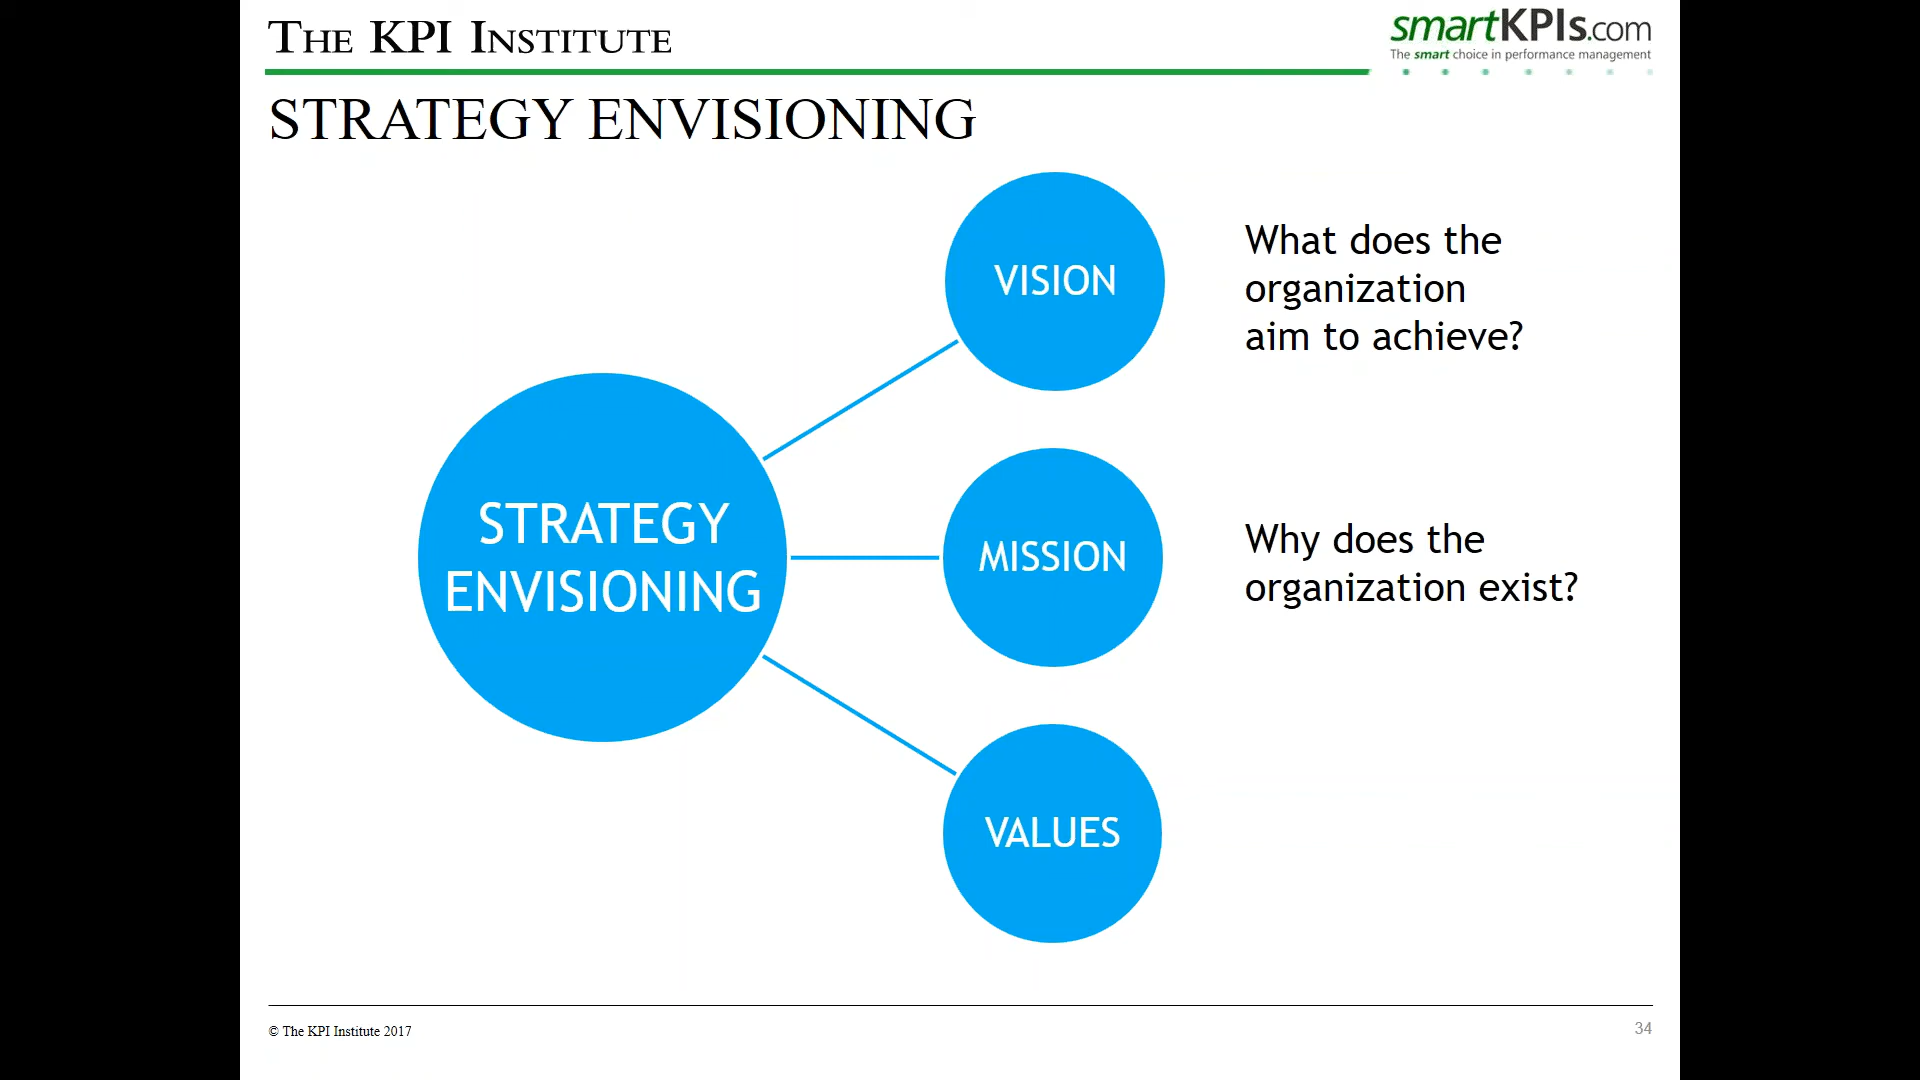 THE KPI INSTITUTE
smartKPIs.com
The smart choice in performance management
STRATEGY ENVISIONING
VISION
What does the
organization
aim to achieve?
STRATEGY
ENVISIONING
MISSION
Why does the
organization exist?
VALUES
© The KPI Institute 2017
34